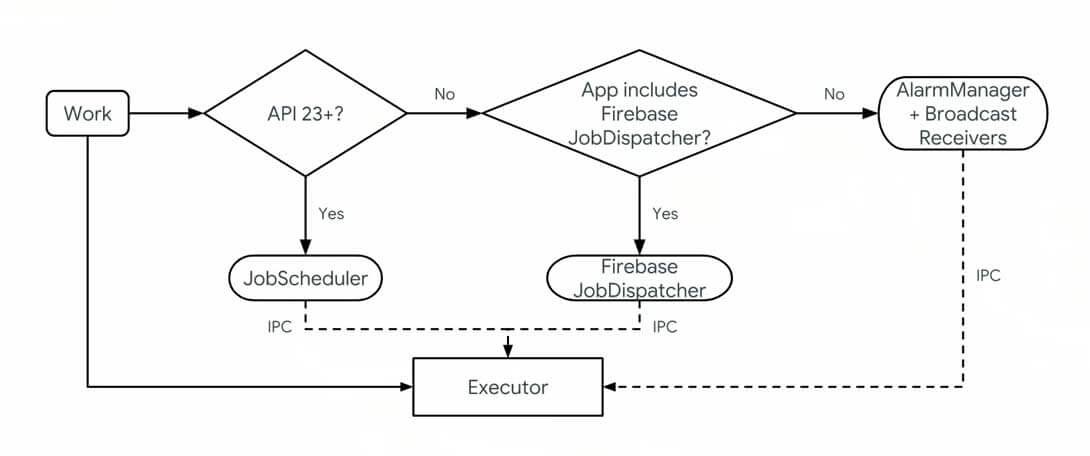 Work
API 23+?
No
App includes
Firebase
JobDispatcher?
No
AlarmManager
+ Broadcast
Receivers
Yes
Yes
JobScheduler
Firebase
JobDispatcher
IPC
IPC
IPC
Executor